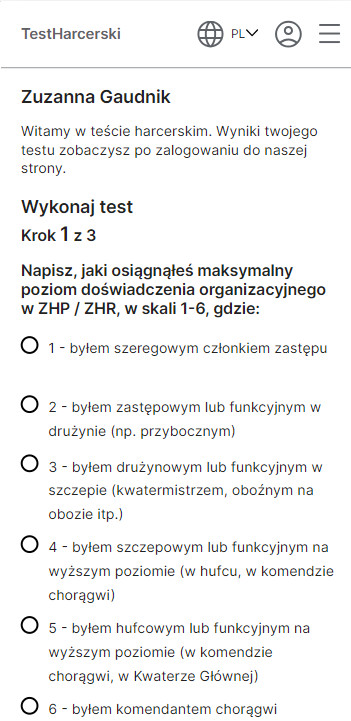 TestHarcerski PL
Zuzanna Gaudnik
Witamy w teście harcerskim. Wyniki twojego
testu zobaczysz po zalogowaniu do naszej
strony.
Wykonaj test
Krok 1 z 3
Napisz, jaki osiągnąłeś maksymalny
poziom doświadczenia organizacyjnego
w ZHP / ZHR, w skali 1-6, gdzie:
1 - byłem szeregowym członkiem zastępu
2 - byłem zastępowym lub funkcyjnym w
drużynie (np. przybocznym)
3 - byłem drużynowym lub funkcyjnym w
szczepie (kwatermistrzem, oboźnym na
obozie itp.)
4 - byłem szczepowym lub funkcyjnym na
wyższym poziomie (w hufcu, w komendzie
chorągwi)
5 - byłem hufcowym lub funkcyjnym na
wyższym poziomie (w komendzie
chorągwi, w Kwaterze Głównej)
6 - byłem komendantem chorągwi